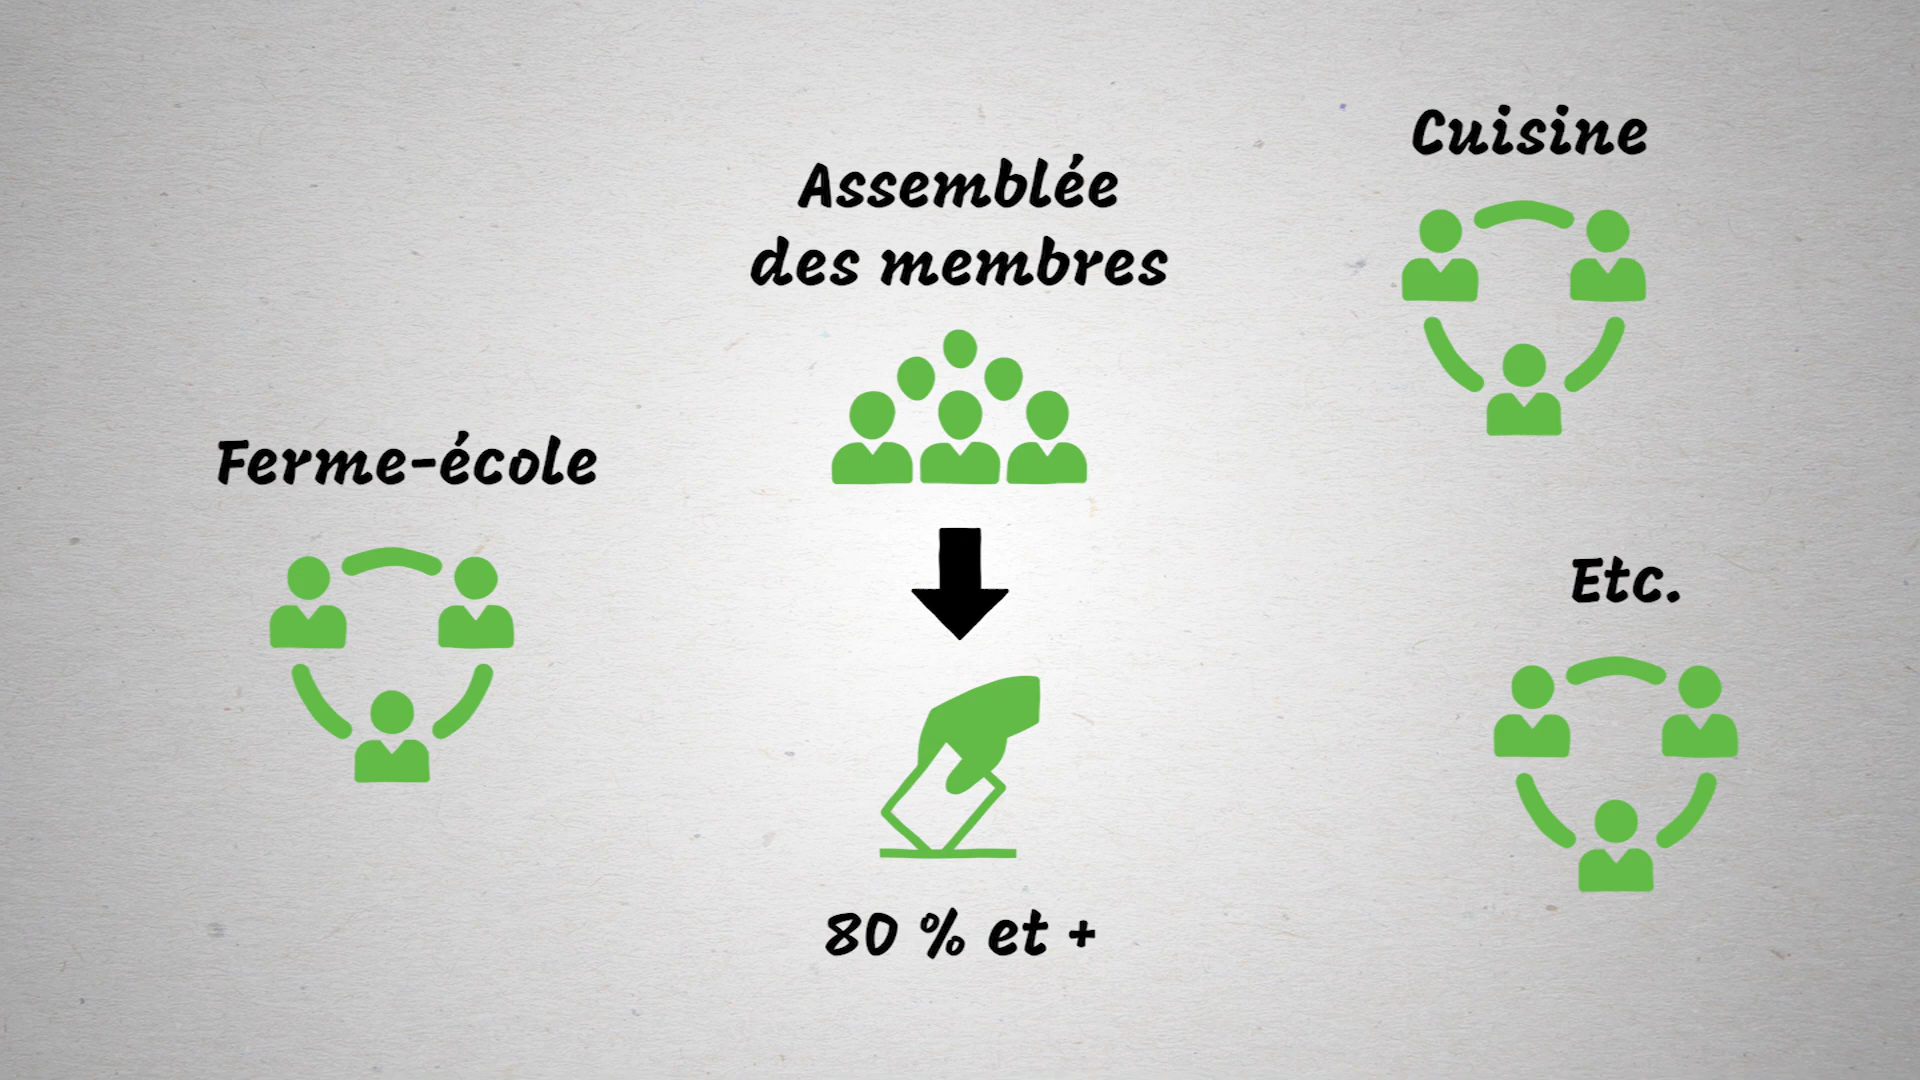 Ferme-école
Assemblée
des membres
80 % et +
Cuisine
Etc.